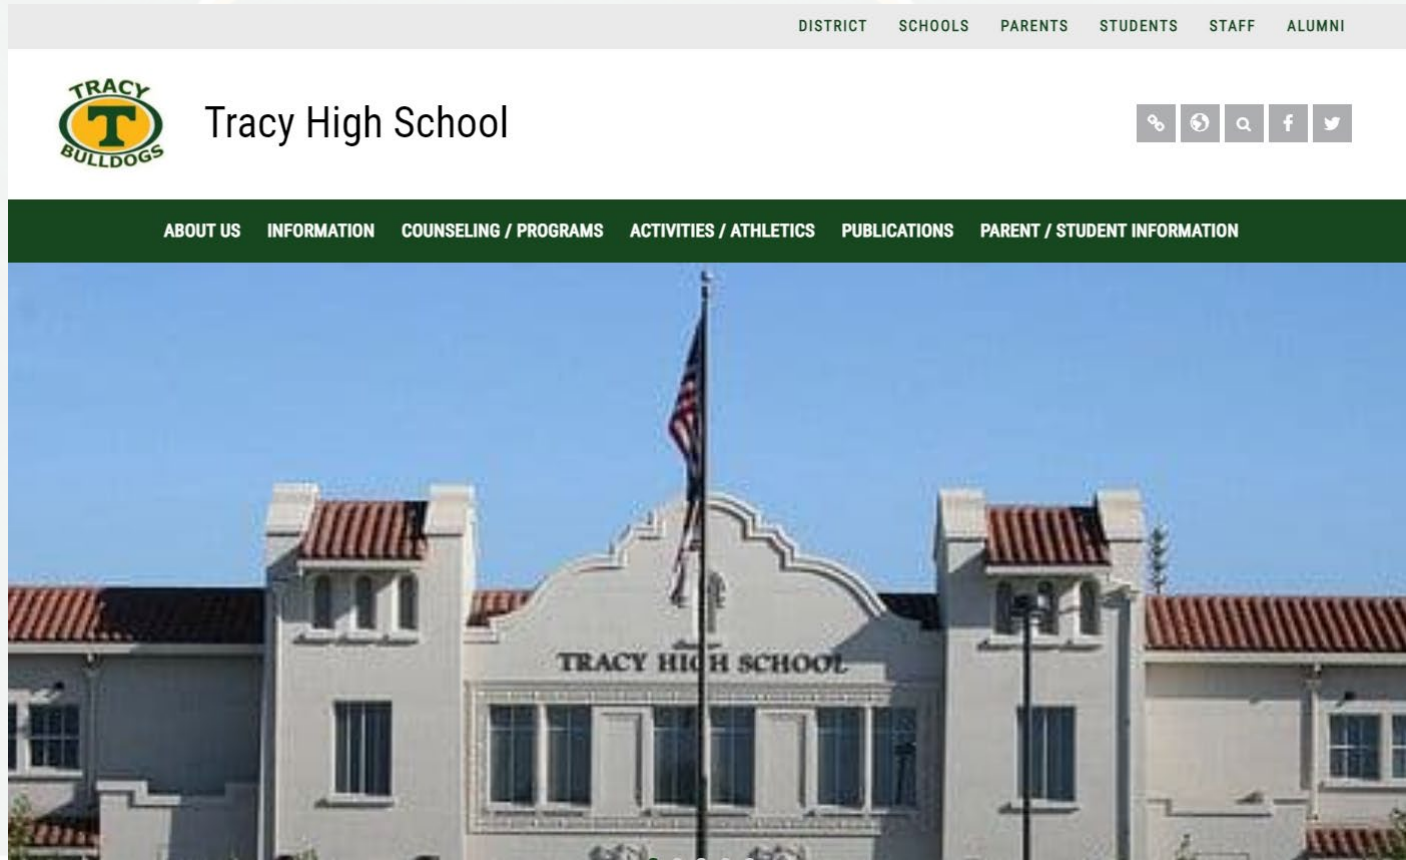 DISTRICT SCHOOLS PARENTS STUDENTS STAFF ALUMNI
TRACY
T
BULLDOGS
Tracy High School
ABOUT US INFORMATION COUNSELING / PROGRAMS ACTIVITIES / ATHLETICS PUBLICATIONS PARENT / STUDENT INFORMATION
TRACY HIGH SCHOOL